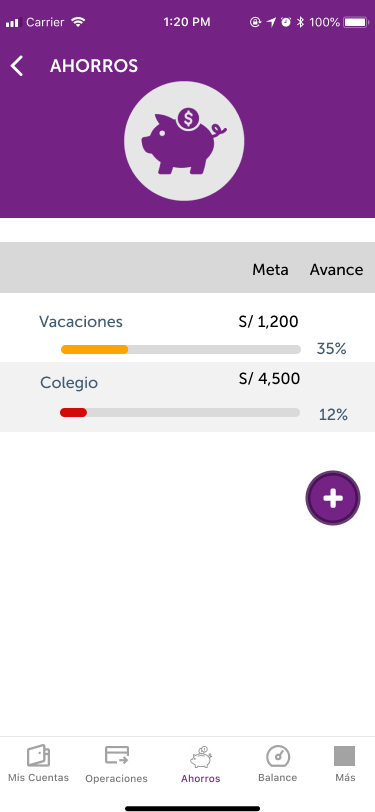 Carrier 1:20 PM 100%
AHORROS
$
Meta Avance
Vacaciones S/ 1,200
35%
Colegio S/ 4,500
12%
Mis Cuentas Operaciones Ahorros Balance Más